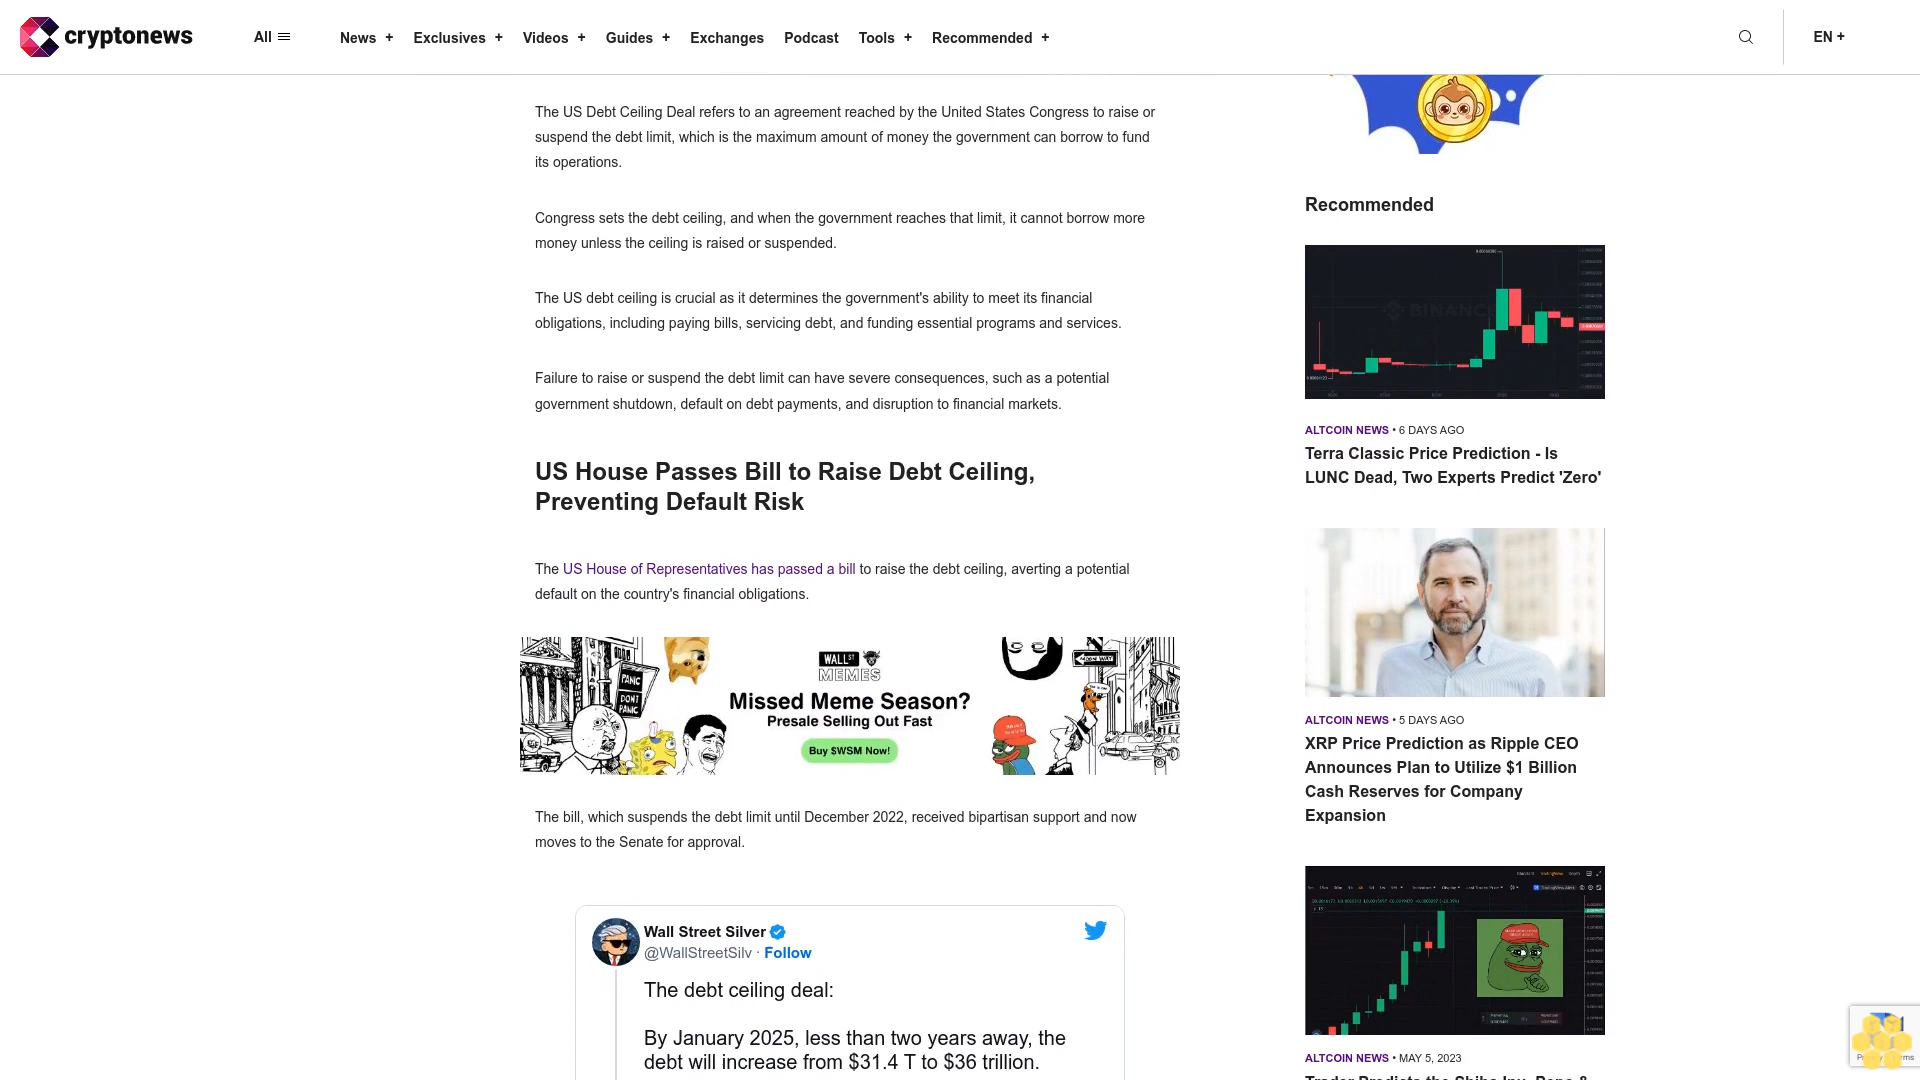 cryptonews
All
News +
Exclusives +
Videos +
Guides +
Exchanges
Podcast
Tools +
Recommended +
EN +
The US Debt Ceiling Deal refers to an agreement reached by the United States Congress to raise or
suspend the debt limit, which is the maximum amount of money the government can borrow to fund
its operations.
Congress sets the debt ceiling, and when the government reaches that limit, it cannot borrow more
money unless the ceiling is raised or suspended.
The US debt ceiling is crucial as it determines the government's ability to meet its financial
obligations, including paying bills, servicing debt, and funding essential programs and services.
Failure to raise or suspend the debt limit can have severe consequences, such as a potential
government shutdown, default on debt payments, and disruption to financial markets.
US House Passes Bill to Raise Debt Ceiling,
Preventing Default Risk
The US House of Representatives has passed a bill to raise the debt ceiling, averting a potential
default on the country's financial obligations.
PANIC
DONT
PANIC
WALL ST
MEMES
Missed Meme Season?
Presale Selling Out Fast
Buy $WSM Now!
The bill, which suspends the debt limit until December 2022, received bipartisan support and now
moves to the Senate for approval.
Wall Street Silver
@WallStreetSilv · Follow
The debt ceiling deal:
By January 2025, less than two years away, the
debt will increase from $31.4 T to $36 trillion.
Recommended
BINANCE
ALTCOIN NEWS • 6 DAYS AGO
Terra Classic Price Prediction - Is
LUNC Dead, Two Experts Predict 'Zero'
ALTCOIN NEWS • 5 DAYS AGO
XRP Price Prediction as Ripple CEO
Announces Plan to Utilize $1 Billion
Cash Reserves for Company
Expansion
ALTCOIN NEWS • MAY 5, 2023